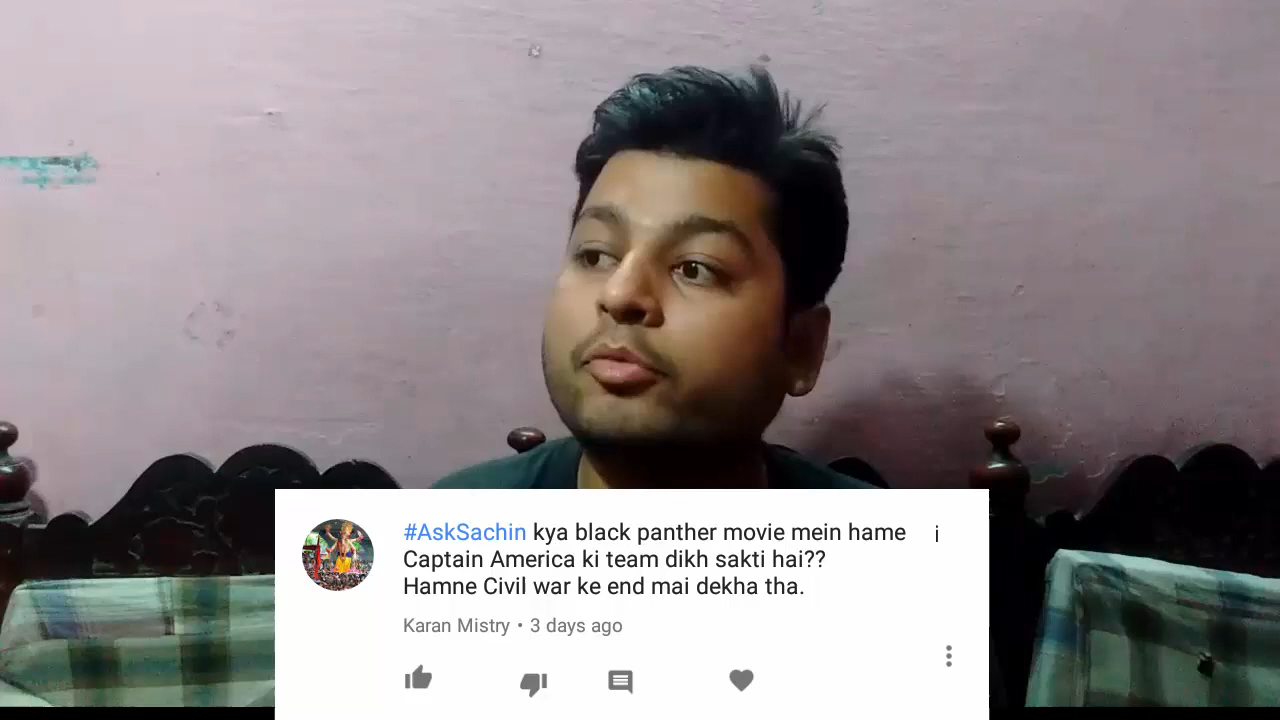 #AskSachin kya black panther movie mein hame
Captain America ki team dikh sakti hai??
Hamne Civil war ke end mai dekha tha.
Karan Mistry • 3 days ago